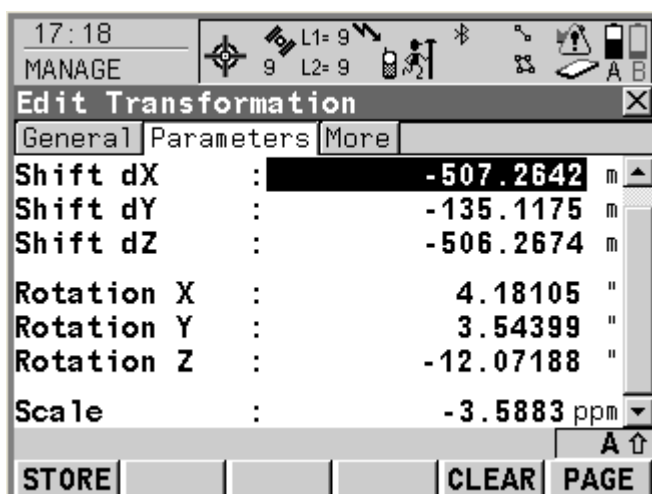 17:18
MANAGE
9 L1= 9
L2= 9
A B
Edit Transformation
General Parameters More
Shift dX : -507.2642 m
Shift dY : -135.1175 m
Shift dZ : -506.2674 m
Rotation X : 4.18105 "
Rotation Y : 3.54399 "
Rotation Z : -12.07188 "
Scale : -3.5883 ppm
A
STORE CLEAR PAGE